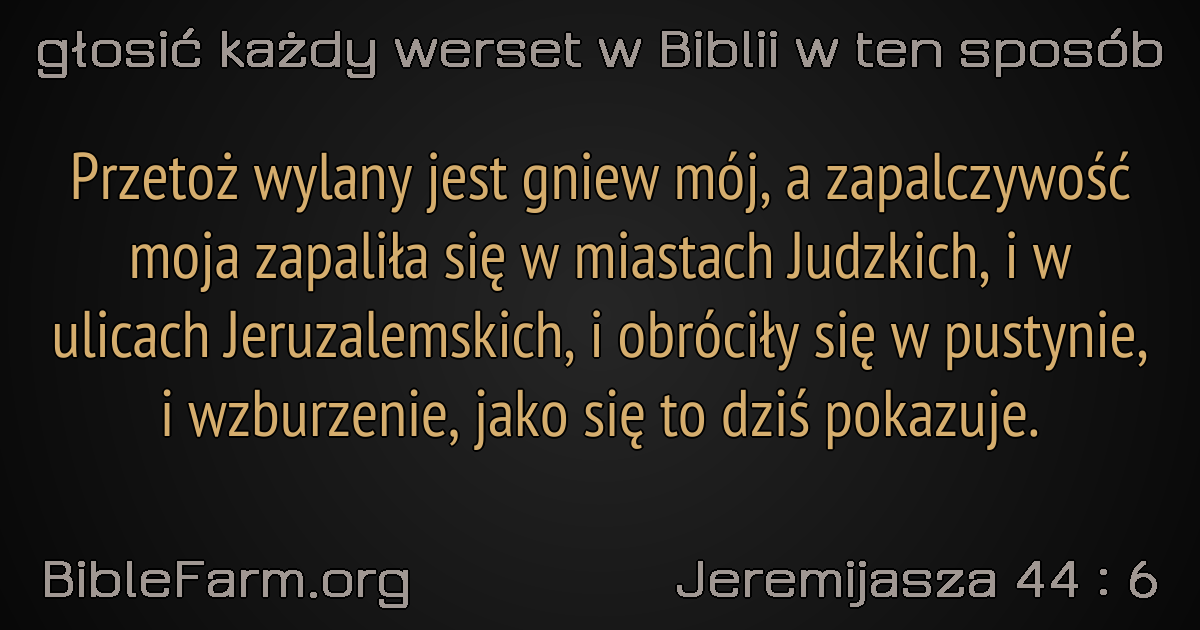 głosić każdy werset w Biblii w ten sposób
Przetoż wylany jest gniew mój, a zapalczywość
moja zapaliła się w miastach Judzkich, i w
ulicach Jeruzalemskich, i obróciły się w pustynie,
i wzburzenie, jako się to dziś pokazuje.
BibleFarm.org
Jeremijasza 44 : 6